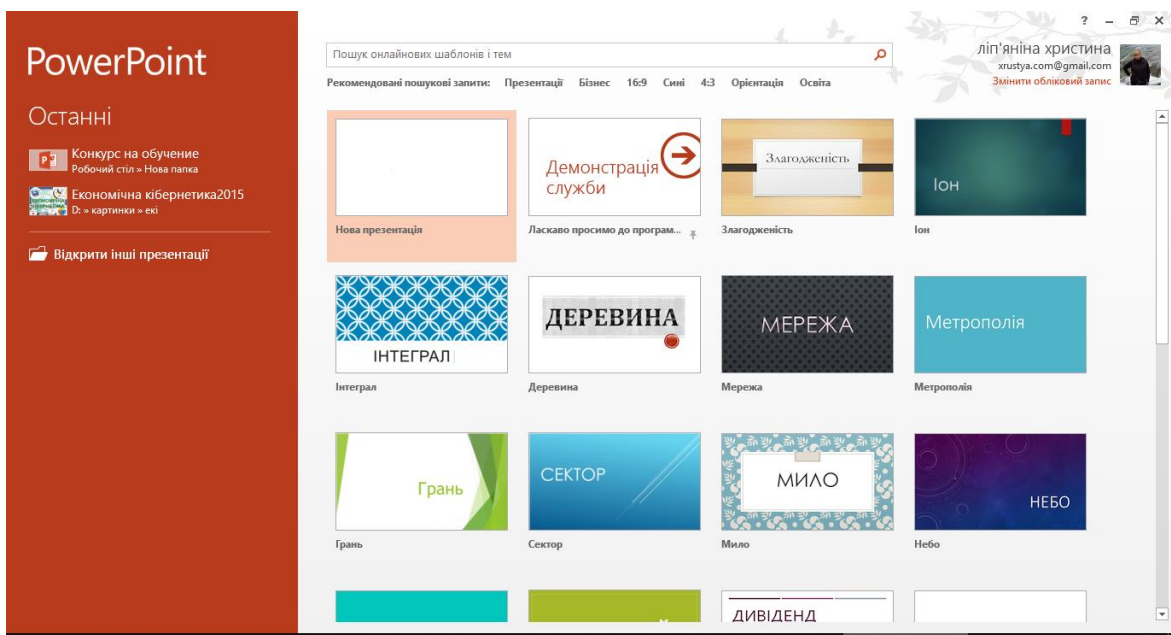 PowerPoint
Останні
Конкурс на обучение
Робочий стіл » Нова папка
Економічна кібернетика2015
D: » картинки » екі
Відкрити інші презентації
? – ×
Пошук онлайнових шаблонів і тем
ліп'яніна христина
xrustya.com@gmail.com
Змінити обліковий запис
Рекомендовані пошукові запити: Презентації Бізнес 16:9 Сині 4:3 Орієнтація Освіта
Демонстрація
служби
Злагодженість
Іон
Нова презентація
Ласкаво просимо до програм...
Злагодженість
Іон
ІНТЕГРАЛ
ДЕРЕВИНА
МЕРЕЖА
Метрополія
Інтеграл
Деревина
Мережа
Метрополія
Грань
СЕКТОР
МИЛО
НЕБО
Грань
Сектор
Мило
Небо
ДИВІДЕНД